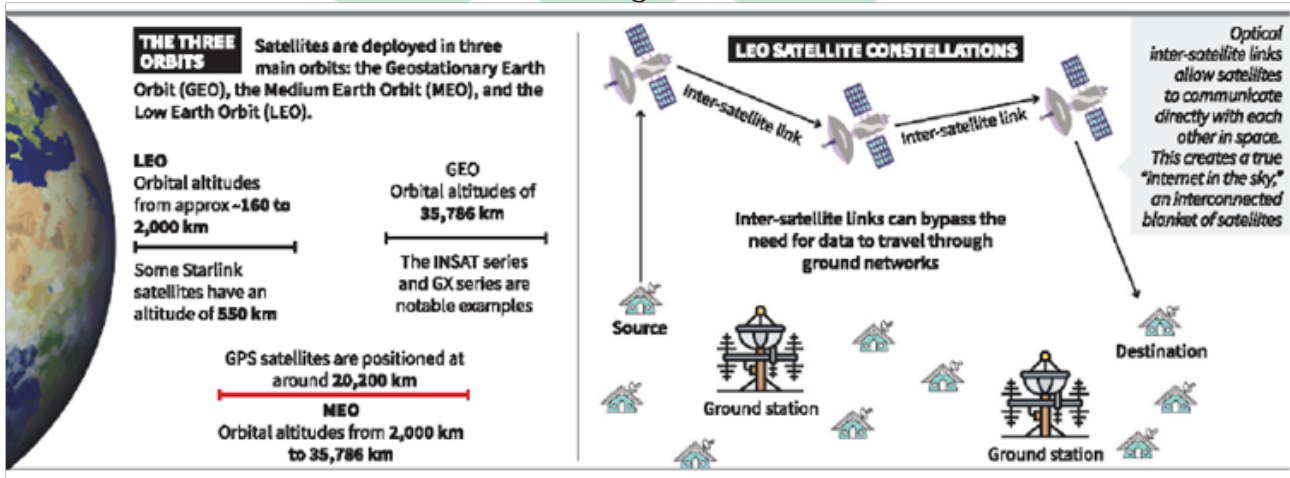 THE THREE
ORBITS
Satellites are deployed in three
main orbits: the Geostationary Earth
Orbit (GEO), the Medium Earth Orbit (MEO), and the
Low Earth Orbit (LEO).
LEO
Orbital altitudes
from approx ~160 to
2,000 km
Some Starlink
satellites have an
altitude of 550 km
GEO
Orbital altitudes of
35,786 km
The INSAT series
and GX series are
notable examples
GPS satellites are positioned at
around 20,200 km
MEO
Orbital altitudes from 2,000 km
to 35,786 km
LEO SATELLITE CONSTELLATIONS
Inter-satellite link
Inter-satellite link
Optical
inter-satellite links
allow satellites
to communicate
directly with each
other in space.
This creates a true
"internet in the sky,"
an interconnected
blanket of satellites
Inter-satellite links can bypass the
need for data to travel through
ground networks
Source
Ground station
Destination
Ground station